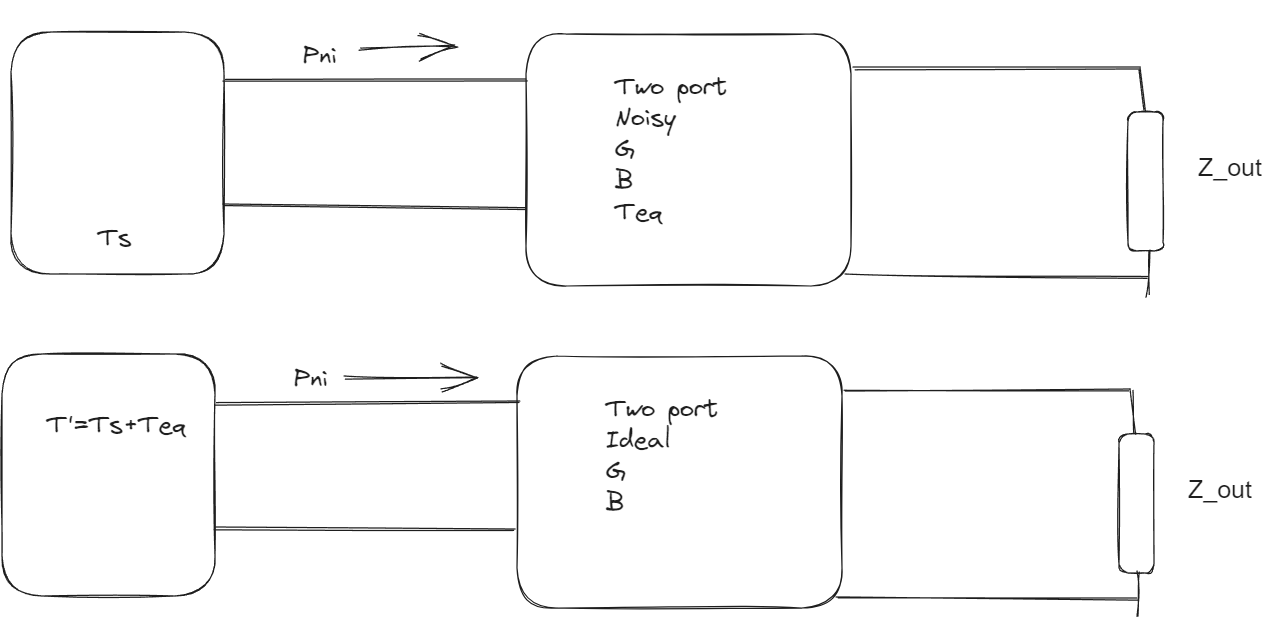 Pni
Two port
Noisy
G
B
Teq
Z_out
Ts
Pni
T'=Ts+Teq
Two port
Ideal
G
B
Z_out